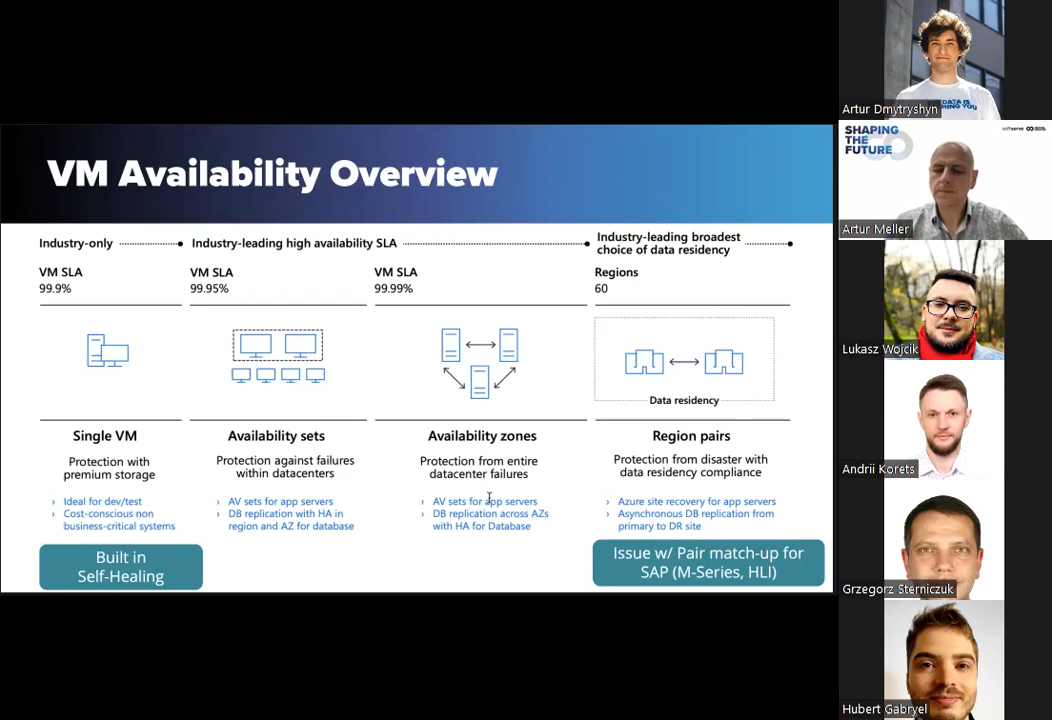 VM Availability Overview
Industry-only
Industry-leading high availability SLA
Industry-leading broadest
choice of data residency
VM SLA
99.9%
VM SLA
99.95%
VM SLA
99.99%
Regions
60
Data residency
Single VM
Protection with
premium storage
› Ideal for dev/test
› Cost-conscious non
business-critical systems
Built in
Self-Healing
Availability sets
Protection against failures
within datacenters
› AV sets for app servers
› DB replication with HA in
region and AZ for database
Availability zones
Protection from entire
datacenter failures
› AV sets for app servers
› DB replication across AZs
with HA for Database
Region pairs
Protection from disaster with
data residency compliance
› Azure site recovery for app servers
› Asynchronous DB replication from
primary to DR site
Issue w/ Pair match-up for
SAP (M-Series, HLI)
DATA IS
Artur Dmytryshyn
SHAPING
THE
FUTURE
softserve
Artur Meller
Lukasz Wojcik
Andrii Korets
Grzegorz Sterniczuk
Hubert Gabryel